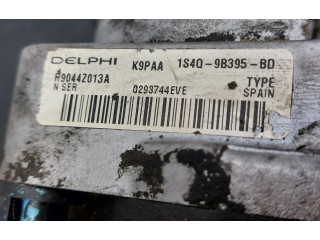 DELPHI K9PAA 1S4Q-9B395-BD
R9044Z013A TYPE
N SER 0293744EVE SPAIN